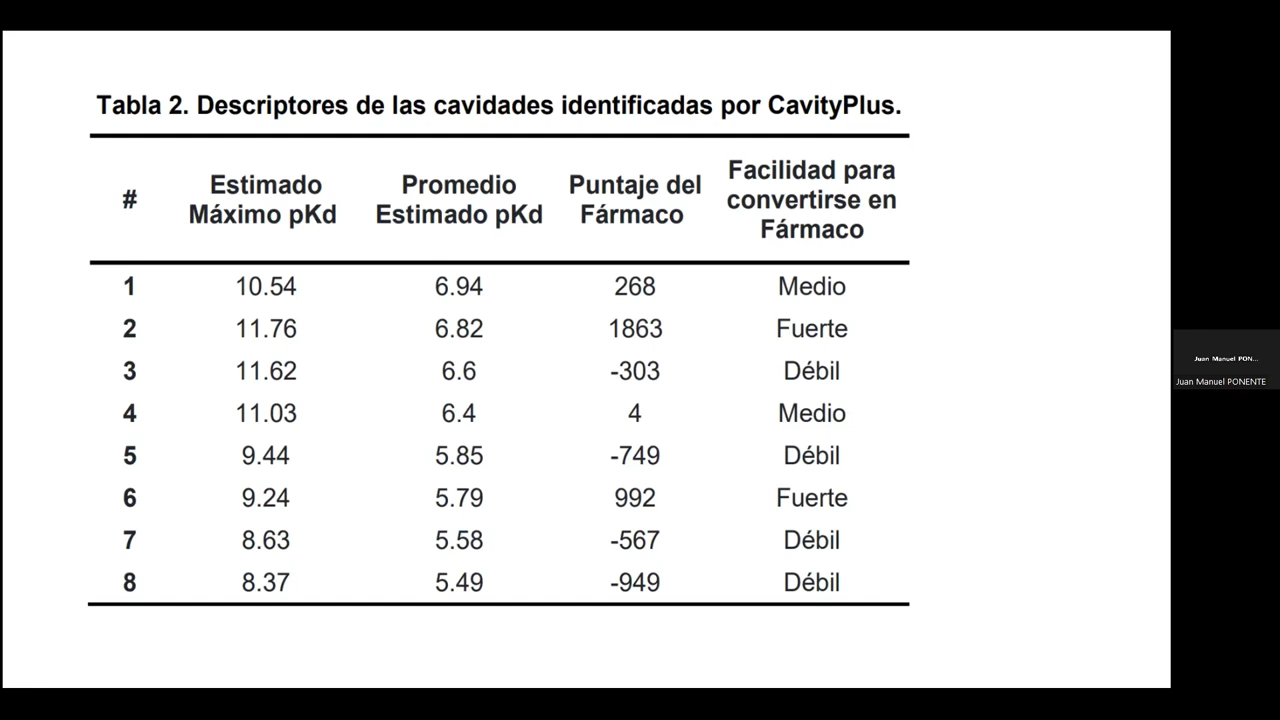 Tabla 2. Descriptores de las cavidades identificadas por CavityPlus.
# Estimado Máximo pKd Promedio Estimado pKd Puntaje del Fármaco Facilidad para convertirse en Fármaco
1 10.54 6.94 268 Medio
2 11.76 6.82 1863 Fuerte
3 11.62 6.6 -303 Débil
4 11.03 6.4 4 Medio
5 9.44 5.85 -749 Débil
6 9.24 5.79 992 Fuerte
7 8.63 5.58 -567 Débil
8 8.37 5.49 -949 Débil
Juan Manuel PON...
Juan Manuel PONENTE